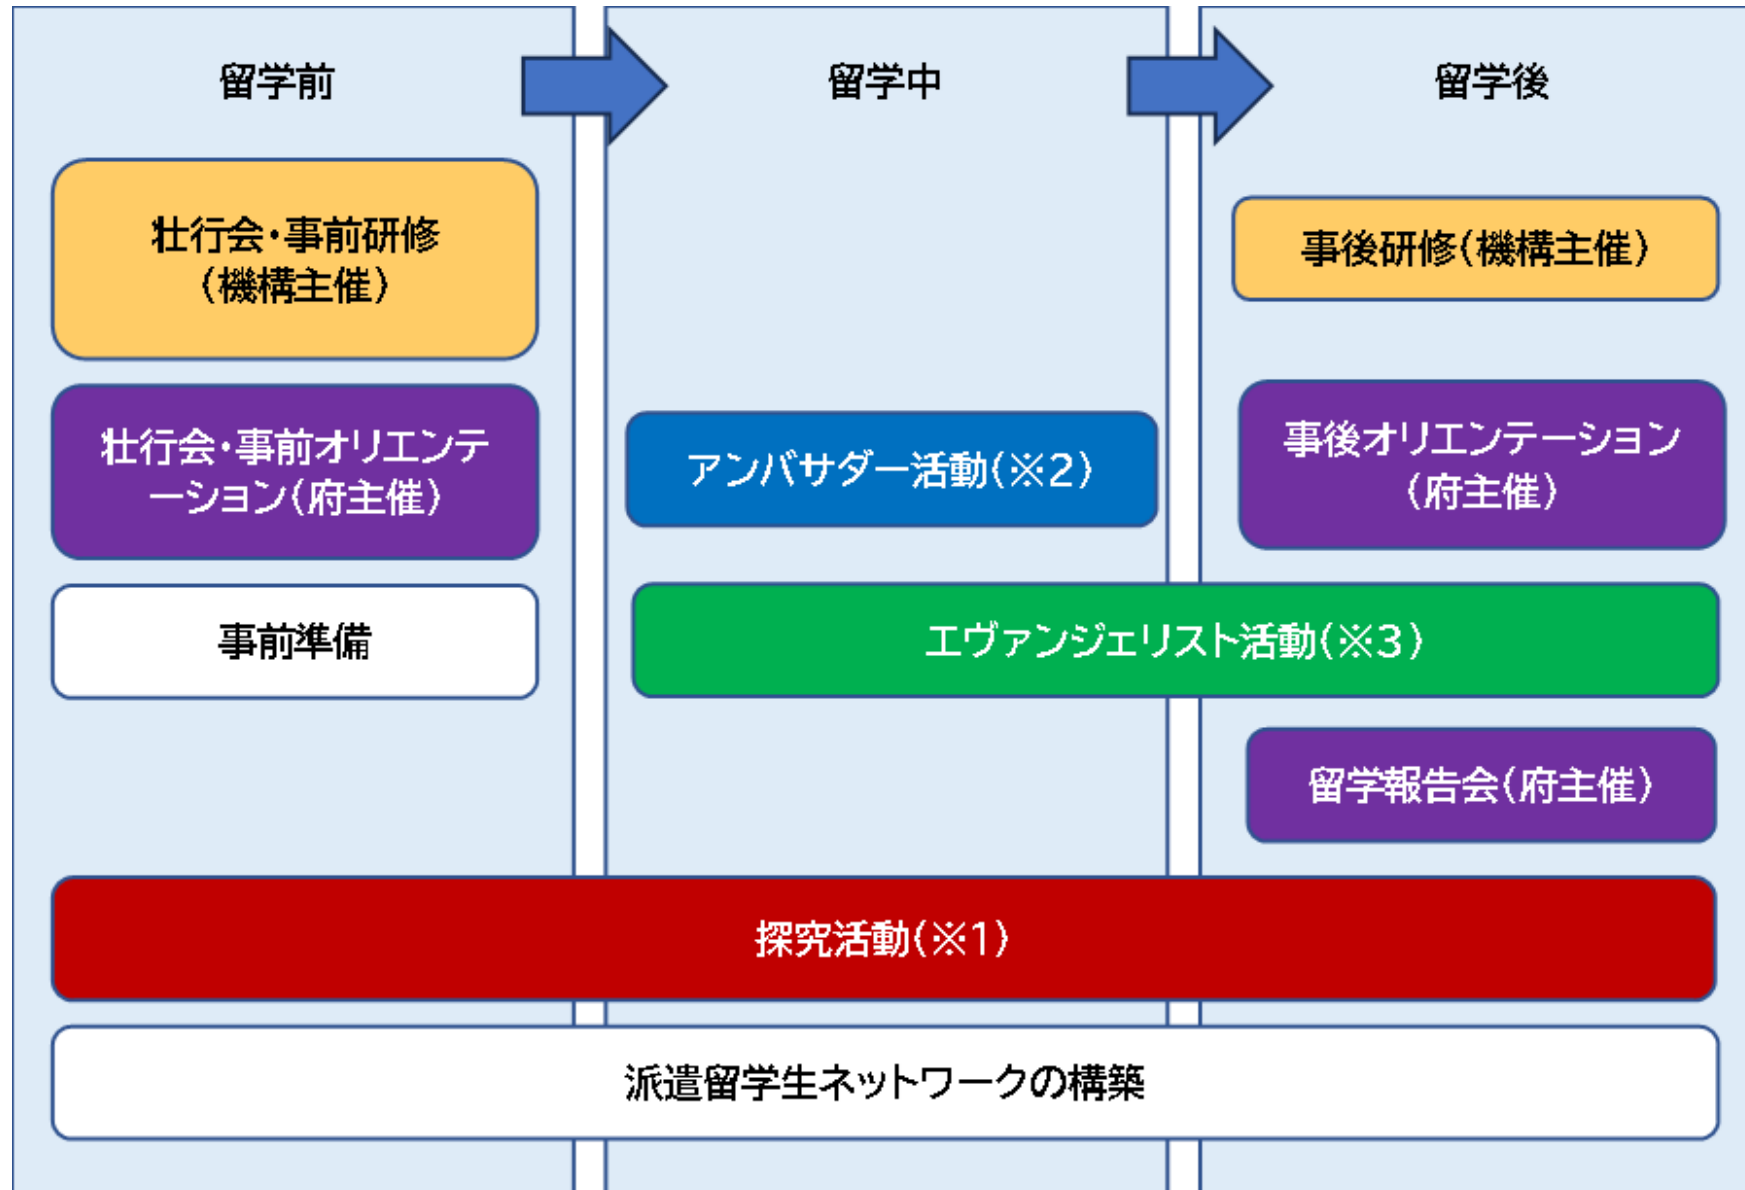 留学前
留学中
留学後
壮行会・事前研修
(機構主催)
事後研修(機構主催)
壮行会・事前オリエンテ
ーション(府主催)
アンバサダー活動(※2)
事後オリエンテーション
(府主催)
事前準備
エヴァンジェリスト活動(※3)
留学報告会(府主催)
探究活動(※1)
派遣留学生ネットワークの構築